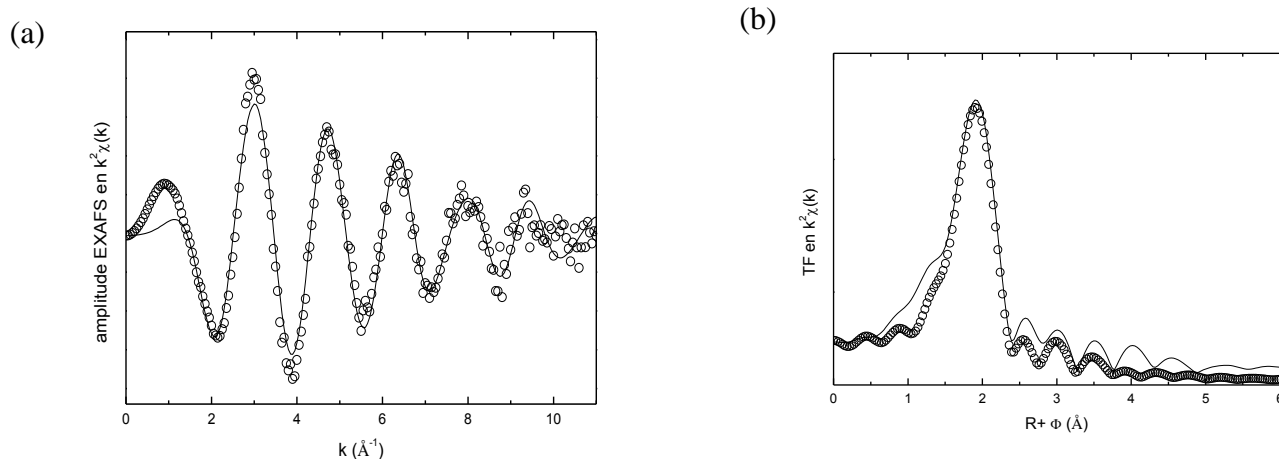 (a)
amplitude EXAFS en k²χ(k)
0 2 4 6 8 10
k (Å⁻¹)
(b)
TF en k²χ(k)
0 1 2 3 4 5 6
R+ Φ (Å)